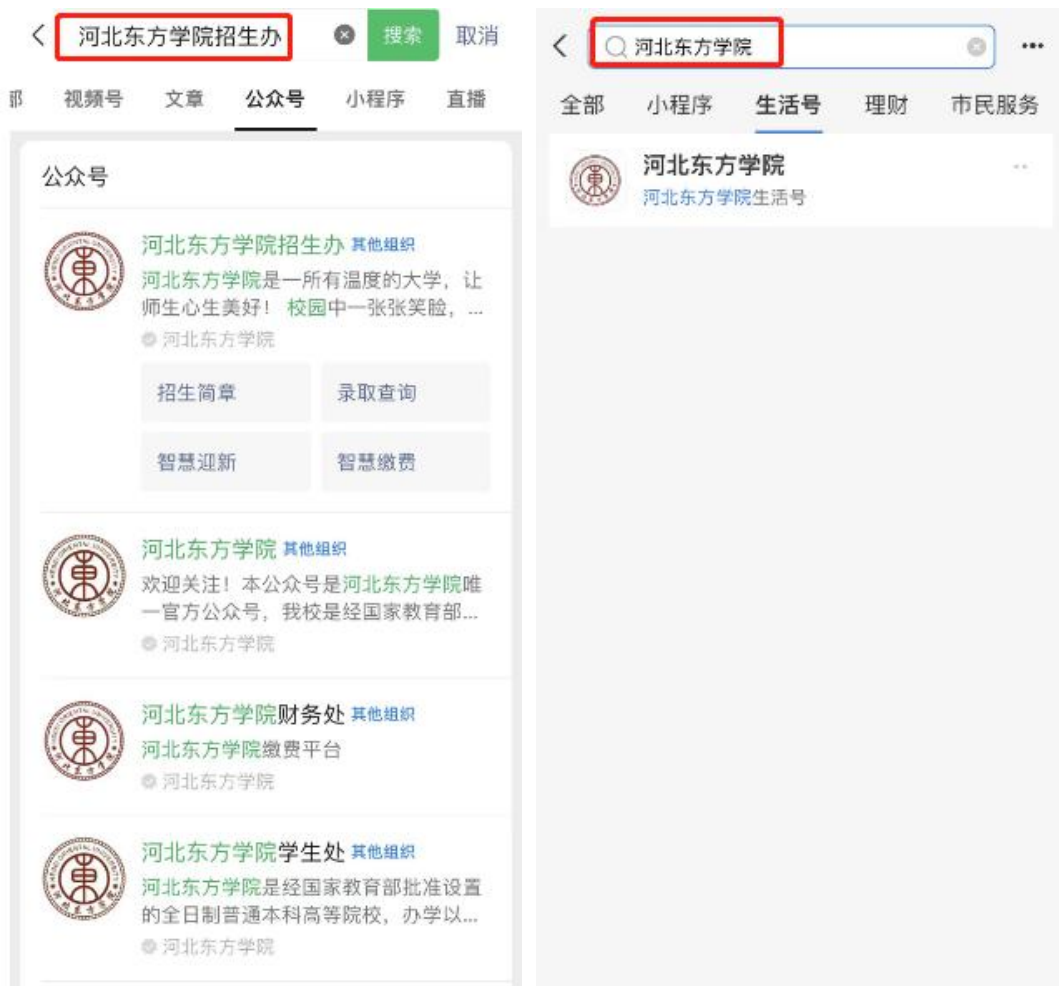 河北东方学院招生办
搜索
取消
视频号
文章
公众号
小程序
直播
公众号
河北东方学院招生办 其他组织
河北东方学院是一所有温度的大学，让
师生心生美好！校园中一张张笑脸，...
河北东方学院
招生简章
录取查询
智慧迎新
智慧缴费
河北东方学院 其他组织
欢迎关注！本公众号是河北东方学院唯
一官方公众号，我校是经国家教育部...
河北东方学院
河北东方学院财务处 其他组织
河北东方学院缴费平台
河北东方学院
河北东方学院学生处 其他组织
河北东方学院是经国家教育部批准设置
的全日制普通本科高等院校，办学以...
河北东方学院
河北东方学院
全部
小程序
生活号
理财
市民服务
河北东方学院
河北东方学院生活号